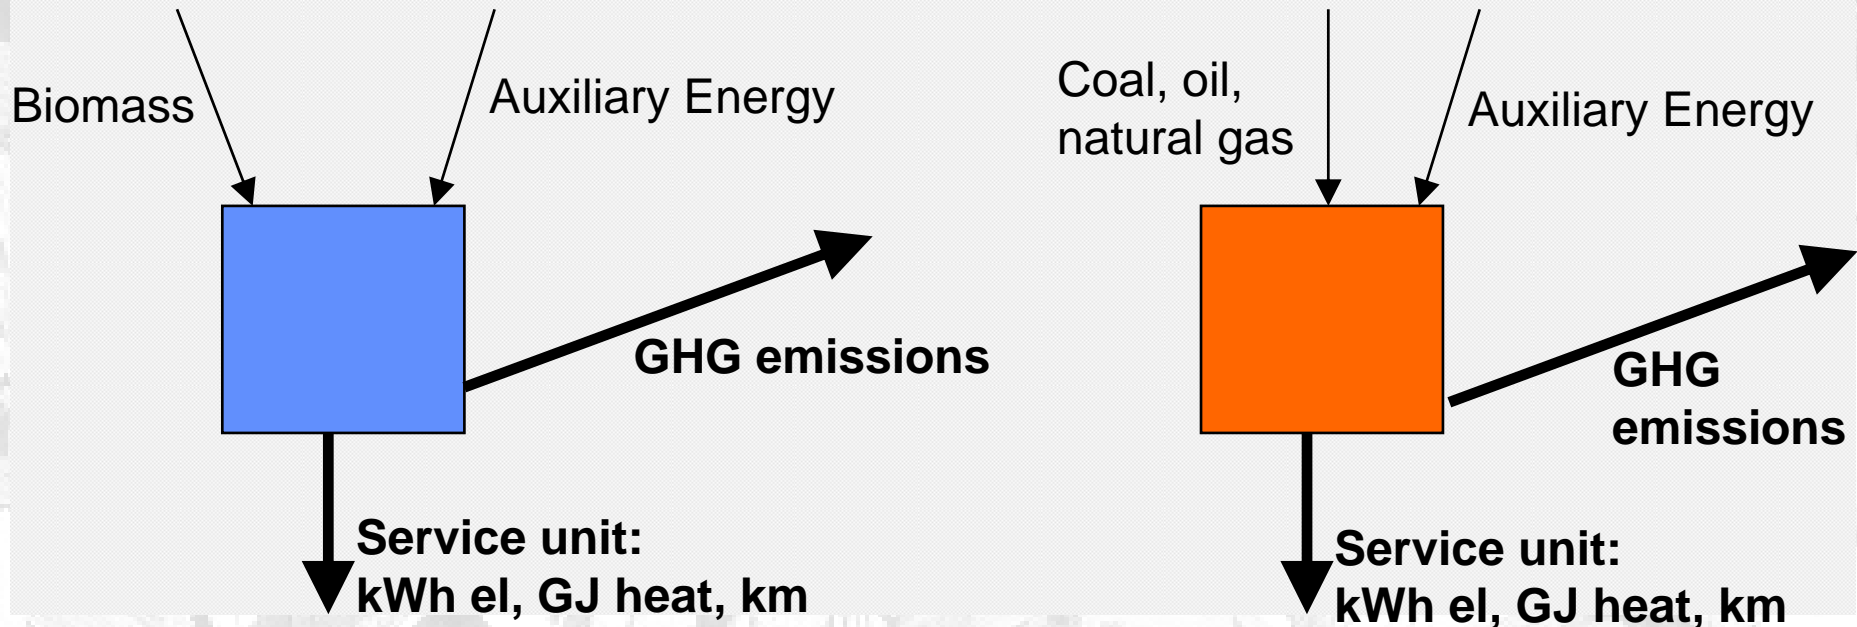 Biomass
Auxiliary Energy
GHG emissions
Service unit:
kWh el, GJ heat, km
Coal, oil,
natural gas
Auxiliary Energy
GHG
emissions
Service unit:
kWh el, GJ heat, km